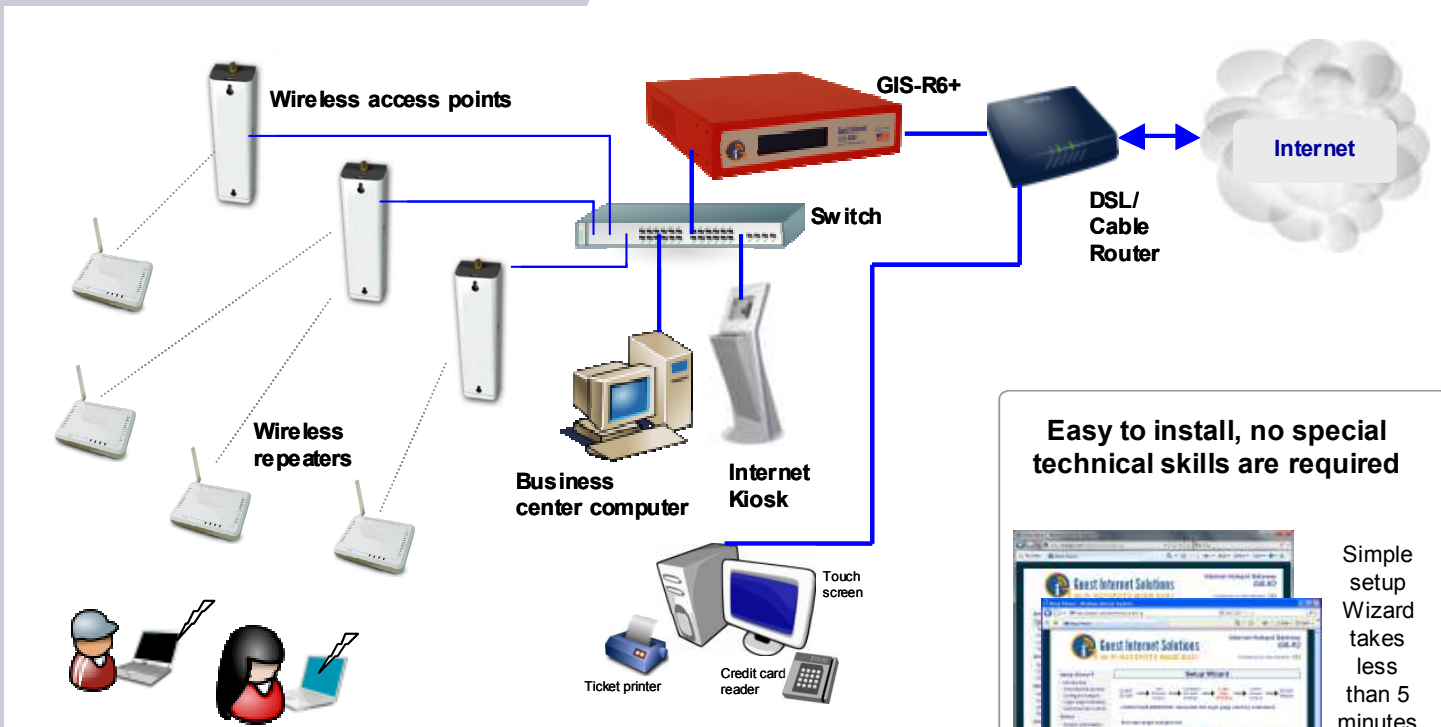 Wireless access points
GIS-R6+
Internet
Switch
DSL/
Cable
Router
Wireless
repeaters
Business
center computer
Internet
Kiosk
Touch
screen
Ticket printer
Credit card
reader
Easy to install, no special
technical skills are required
Simple
setup
Wizard
takes
less
than 5
minutes
Guest Internet Solutions
Guest Internet Solutions
Setup Wizard